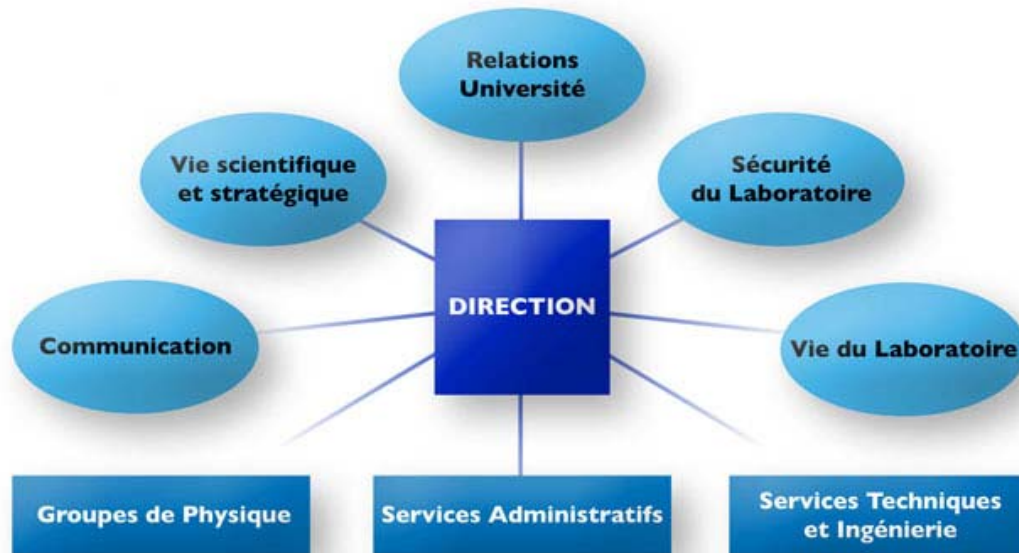 Relations
Université
Vie scientifique
et stratégique
Sécurité
du Laboratoire
DIRECTION
Communication
Vie du Laboratoire
Groupes de Physique
Services Administratifs
Services Techniques
et Ingénierie